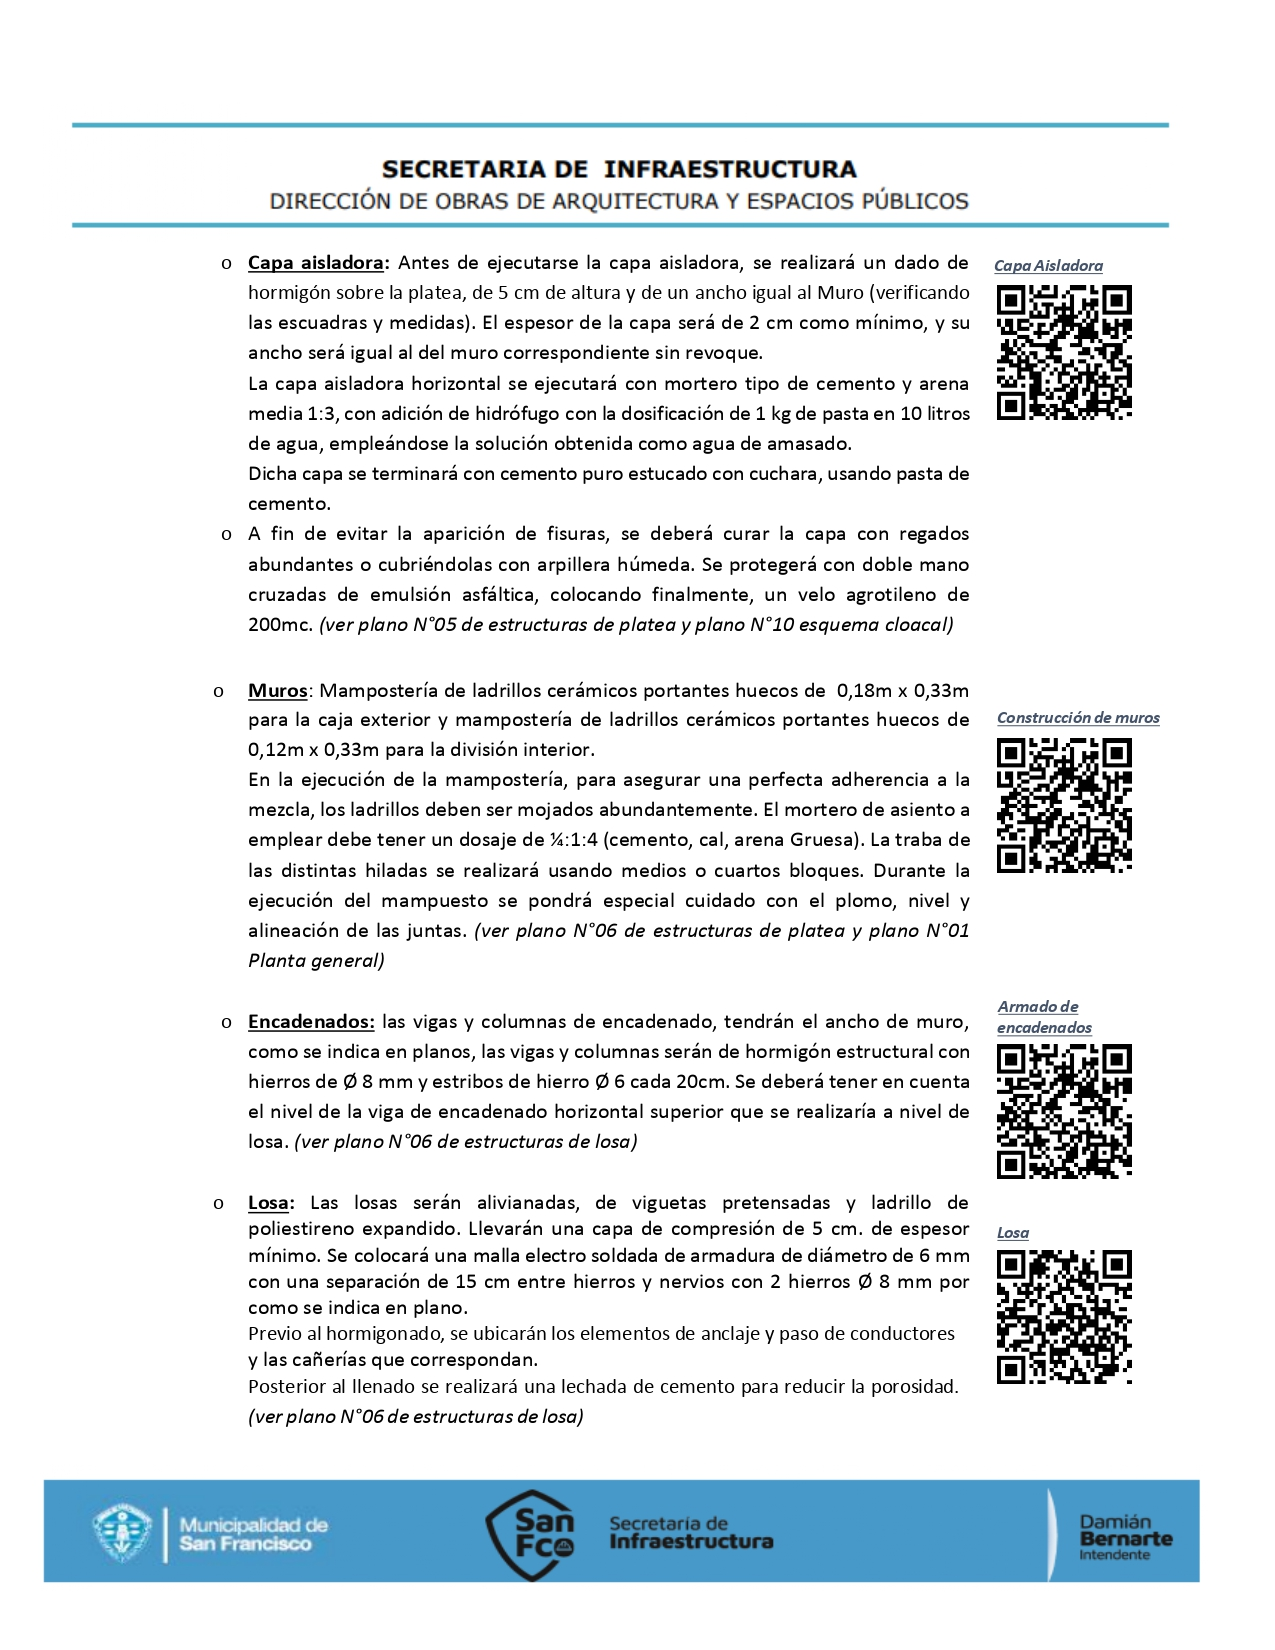 SECRETARIA DE INFRAESTRUCTURA
DIRECCIÓN DE OBRAS DE ARQUITECTURA Y ESPACIOS PÚBLICOS
o Capa aisladora: Antes de ejecutarse la capa aisladora, se realizará un dado de
hormigón sobre la platea, de 5 cm de altura y de un ancho igual al Muro (verificando
las escuadras y medidas). El espesor de la capa será de 2 cm como mínimo, y su
ancho será igual al del muro correspondiente sin revoque.
La capa aisladora horizontal se ejecutará con mortero tipo de cemento y arena
media 1:3, con adición de hidrófugo con la dosificación de 1 kg de pasta en 10 litros
de agua, empleándose la solución obtenida como agua de amasado.
Dicha capa se terminará con cemento puro estucado con cuchara, usando pasta de
cemento.
o A fin de evitar la aparición de fisuras, se deberá curar la capa con regados
abundantes o cubriéndolas con arpillera húmeda. Se protegerá con doble mano
cruzadas de emulsión asfáltica, colocando finalmente, un velo agrotileno de
200mc. (ver plano N°05 de estructuras de platea y plano N°10 esquema cloacal)
Capa Aisladora
o Muros: Mampostería de ladrillos cerámicos portantes huecos de 0,18m x 0,33m
para la caja exterior y mampostería de ladrillos cerámicos portantes huecos de
0,12m x 0,33m para la división interior.
En la ejecución de la mampostería, para asegurar una perfecta adherencia a la
mezcla, los ladrillos deben ser mojados abundantemente. El mortero de asiento a
emplear debe tener un dosaje de ¼:1:4 (cemento, cal, arena Gruesa). La traba de
las distintas hiladas se realizará usando medios o cuartos bloques. Durante la
ejecución del mampuesto se pondrá especial cuidado con el plomo, nivel y
alineación de las juntas. (ver plano N°06 de estructuras de platea y plano N°01
Planta general)
Construcción de muros
o Encadenados: las vigas y columnas de encadenado, tendrán el ancho de muro,
como se indica en planos, las vigas y columnas serán de hormigón estructural con
hierros de Ø 8 mm y estribos de hierro Ø 6 cada 20cm. Se deberá tener en cuenta
el nivel de la viga de encadenado horizontal superior que se realizaría a nivel de
losa. (ver plano N°06 de estructuras de losa)
Armado de
encadenados
o Losa: Las losas serán alivianadas, de viguetas pretensadas y ladrillo de
poliestireno expandido. Llevarán una capa de compresión de 5 cm. de espesor
mínimo. Se colocará una malla electro soldada de armadura de diámetro de 6 mm
con una separación de 15 cm entre hierros y nervios con 2 hierros Ø 8 mm por
como se indica en plano.
Previo al hormigonado, se ubicarán los elementos de anclaje y paso de conductores
y las cañerías que correspondan.
Posterior al llenado se realizará una lechada de cemento para reducir la porosidad.
(ver plano N°06 de estructuras de losa)
Losa
Municipalidad de
San Francisco
San
Fco
Secretaría de
Infraestructura
Damián
Bernarte
Intendente